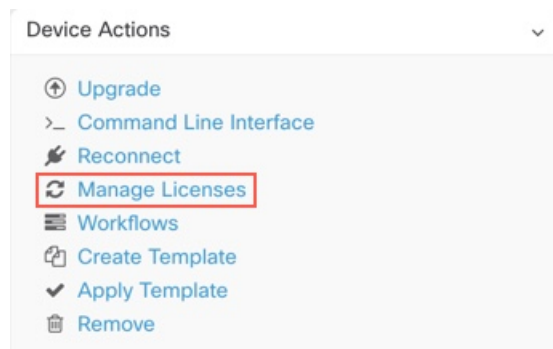 Device Actions
Upgrade
Command Line Interface
Reconnect
Manage Licenses
Workflows
Create Template
Apply Template
Remove